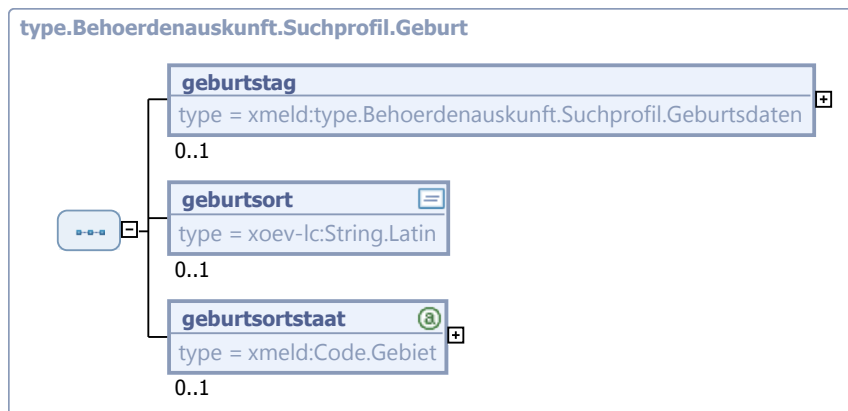 type.Behoerdenauskunft.Suchprofil.Geburt
geburtstag
type = xmeld:type.Behoerdenauskunft.Suchprofil.Geburtsdaten
0..1
geburtsort
type = xoev-lc:String.Latin
0..1
geburtsortstaat
type = xmeld:Code.Gebiet
0..1